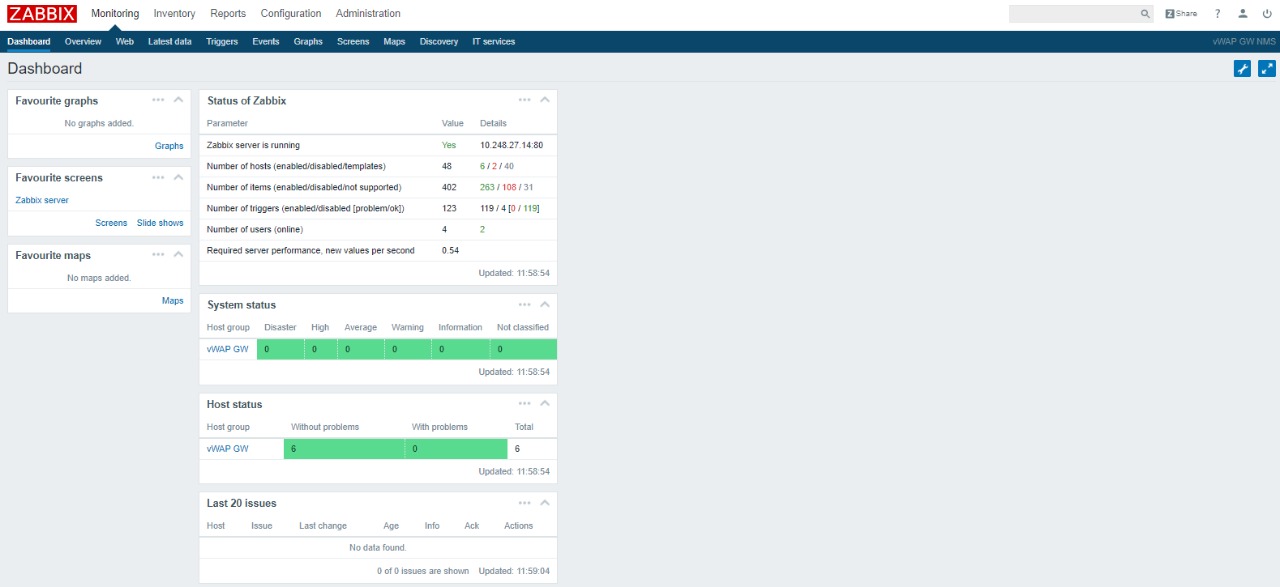 ZABBIX Monitoring Inventory Reports Configuration Administration Z Share ?
Dashboard Overview Web Latest data Triggers Events Graphs Screens Maps Discovery IT services vWAP GW NMS
Dashboard
Favourite graphs
No graphs added.
Graphs
Favourite screens
Zabbix server
Screens Slide shows
Favourite maps
No maps added.
Maps
Status of Zabbix
Parameter Value Details
Zabbix server is running Yes 10.248.27.14:80
Number of hosts (enabled/disabled/templates) 48 6 / 2 / 40
Number of items (enabled/disabled/not supported) 402 263 / 108 / 31
Number of triggers (enabled/disabled [problem/ok]) 123 119 / 4 [0 / 119]
Number of users (online) 4 2
Required server performance, new values per second 0.54
Updated: 11:58:54
System status
Host group Disaster High Average Warning Information Not classified
vWAP GW 0 0 0 0 0 0
Updated: 11:58:54
Host status
Host group Without problems With problems Total
vWAP GW 6 0 6
Updated: 11:58:54
Last 20 issues
Host Issue Last change Age Info Ack Actions
No data found.
0 of 0 issues are shown Updated: 11:59:04